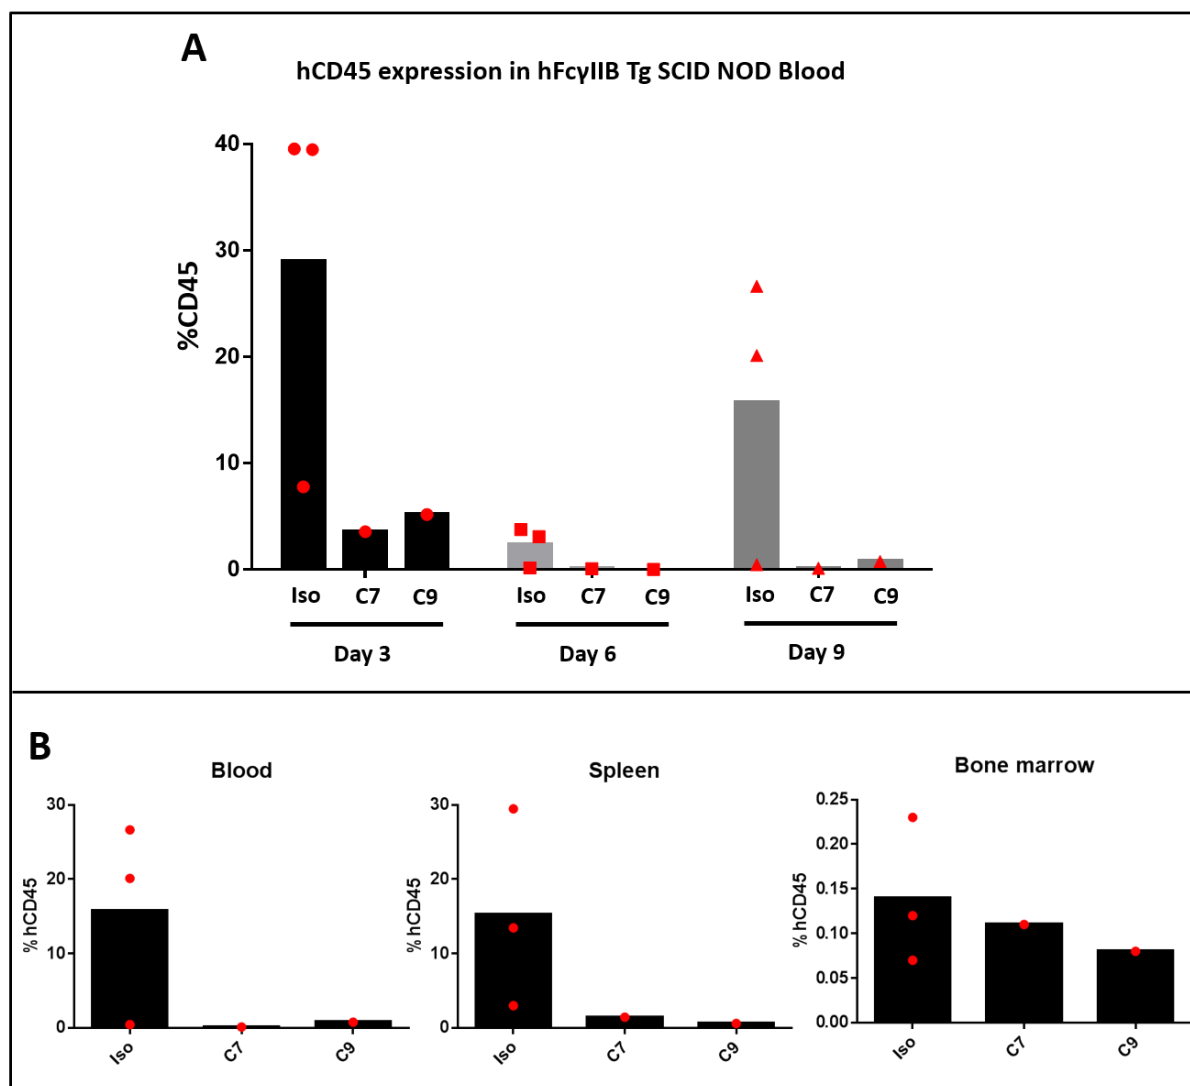 A
hCD45 expression in hFcγIIB Tg SCID NOD Blood
%CD45
40
30
20
10
0
Iso C7 C9 Iso C7 C9 Iso C7 C9
Day 3 Day 6 Day 9
B
Blood
% hCD45
30
20
10
0
Iso C7 C9
Spleen
% hCD45
30
20
10
0
Iso C7 C9
Bone marrow
% hCD45
0.25
0.20
0.15
0.10
0.05
0.00
Iso C7 C9